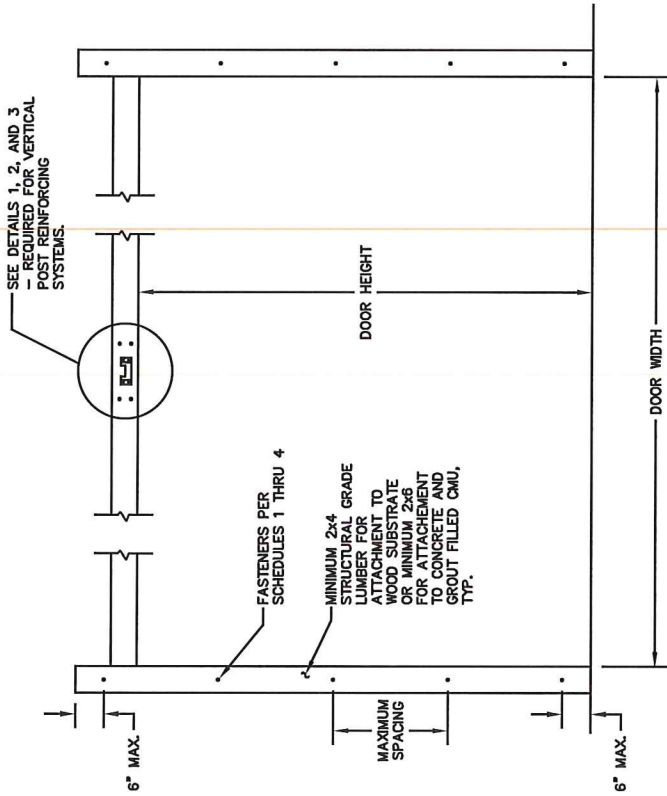 SEE DETAILS 1, 2, AND 3
- REQUIRED FOR VERTICAL
POST REINFORCING
SYSTEMS.
DOOR HEIGHT
FASTENERS PER
SCHEDULES 1 THRU 4
MINIMUM 2x4
STRUCTURAL GRADE
LUMBER FOR
ATTACHMENT TO
WOOD SUBSTRATE
OR MINIMUM 2x6
FOR ATTACHEMENT
TO CONCRETE AND
GROUT FILLED CMU,
TYP.
DOOR WIDTH
MAXIMUM
SPACING
6" MAX.
6" MAX.